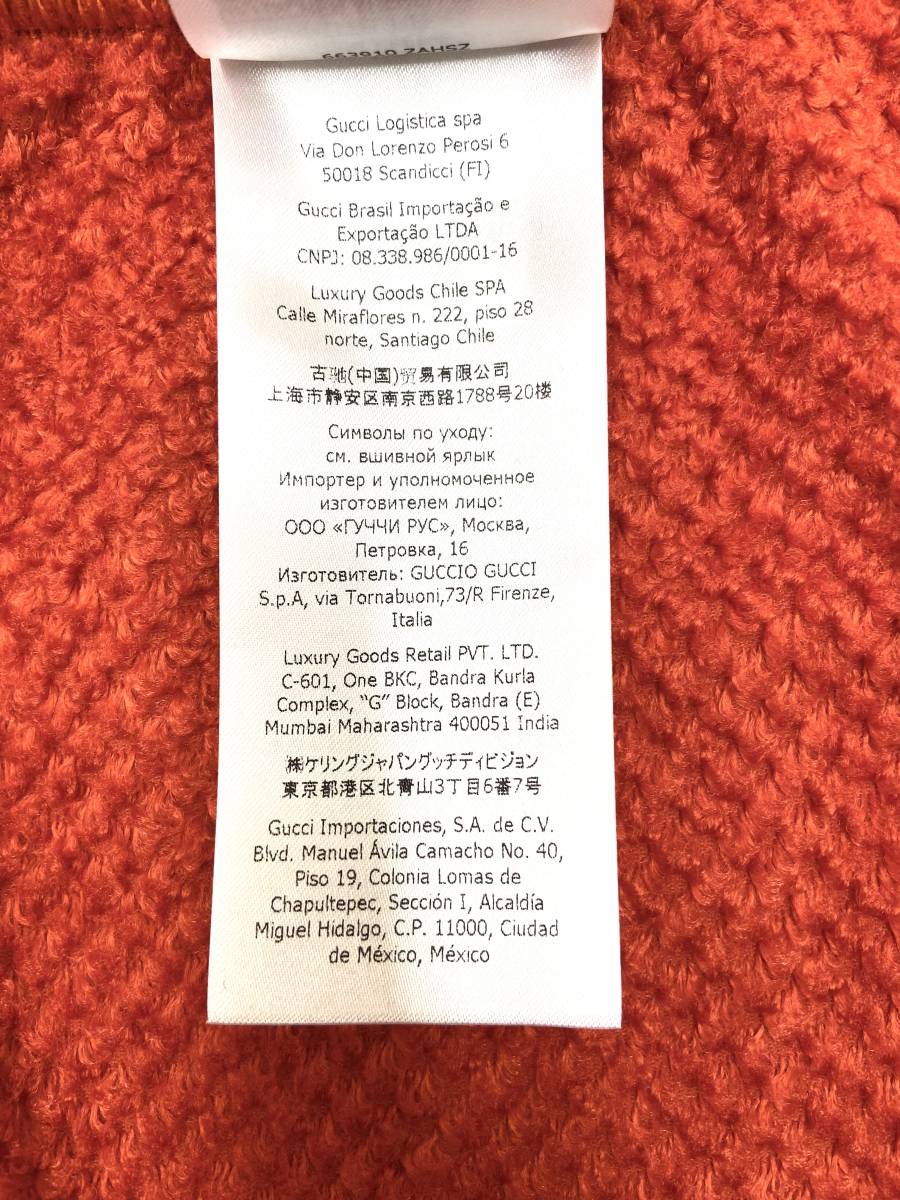 663910 ZAHSZ
Gucci Logistica spa
Via Don Lorenzo Perosi 6
50018 Scandicci (FI)
Gucci Brasil Importação e
Exportação LTDA
CNPJ: 08.338.986/0001-16
Luxury Goods Chile SPA
Calle Miraflores n. 222, piso 28
norte, Santiago Chile
古驰(中国)贸易有限公司
上海市静安区南京西路1788号20楼
Символы по уходу:
см. вшивной ярлык
Импортер и уполномоченное
изготовителем лицо:
ООО «ГУЧЧИ РУС», Москва,
Петровка, 16
Изготовитель: GUCCIO GUCCI
S.p.A, via Tornabuoni,73/R Firenze,
Italia
Luxury Goods Retail PVT. LTD.
C-601, One BKC, Bandra Kurla
Complex, “G” Block, Bandra (E)
Mumbai Maharashtra 400051 India
㈱ケリングジャパングッチディビジョン
東京都港区北青山3丁目6番7号
Gucci Importaciones, S.A. de C.V.
Blvd. Manuel Ávila Camacho No. 40,
Piso 19, Colonia Lomas de
Chapultepec, Sección I, Alcaldía
Miguel Hidalgo, C.P. 11000, Ciudad
de México, México